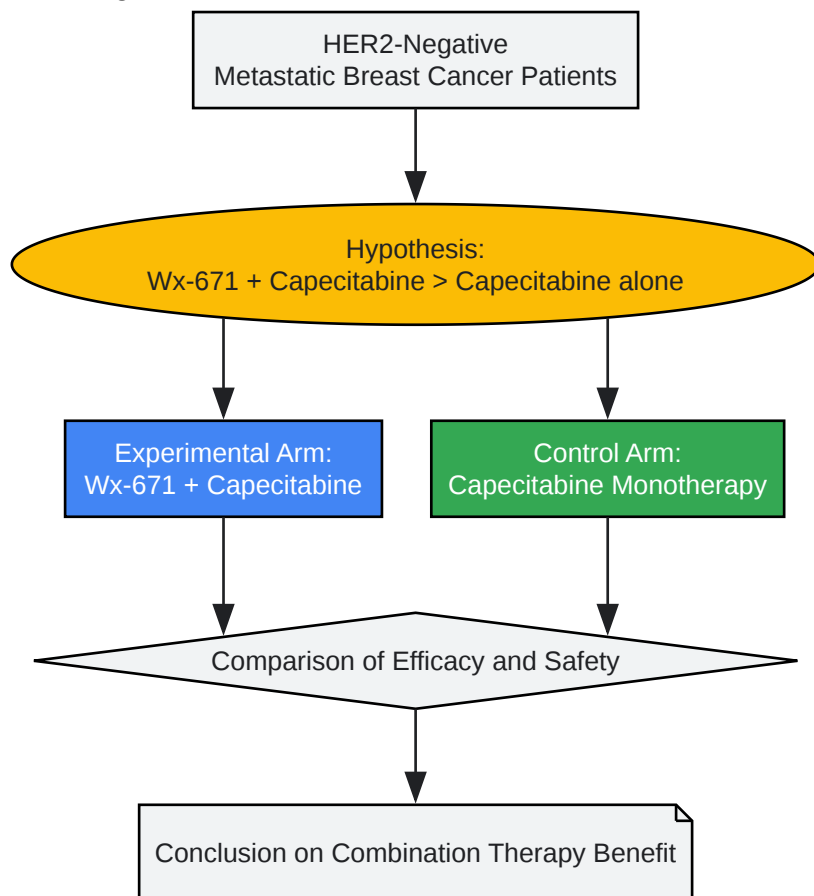 HER2-Negative
Metastatic Breast Cancer Patients
Hypothesis:
Wx-671 + Capecitabine > Capecitabine alone
Experimental Arm:
Wx-671 + Capecitabine
Control Arm:
Capecitabine Monotherapy
Comparison of Efficacy and Safety
Conclusion on Combination Therapy Benefit